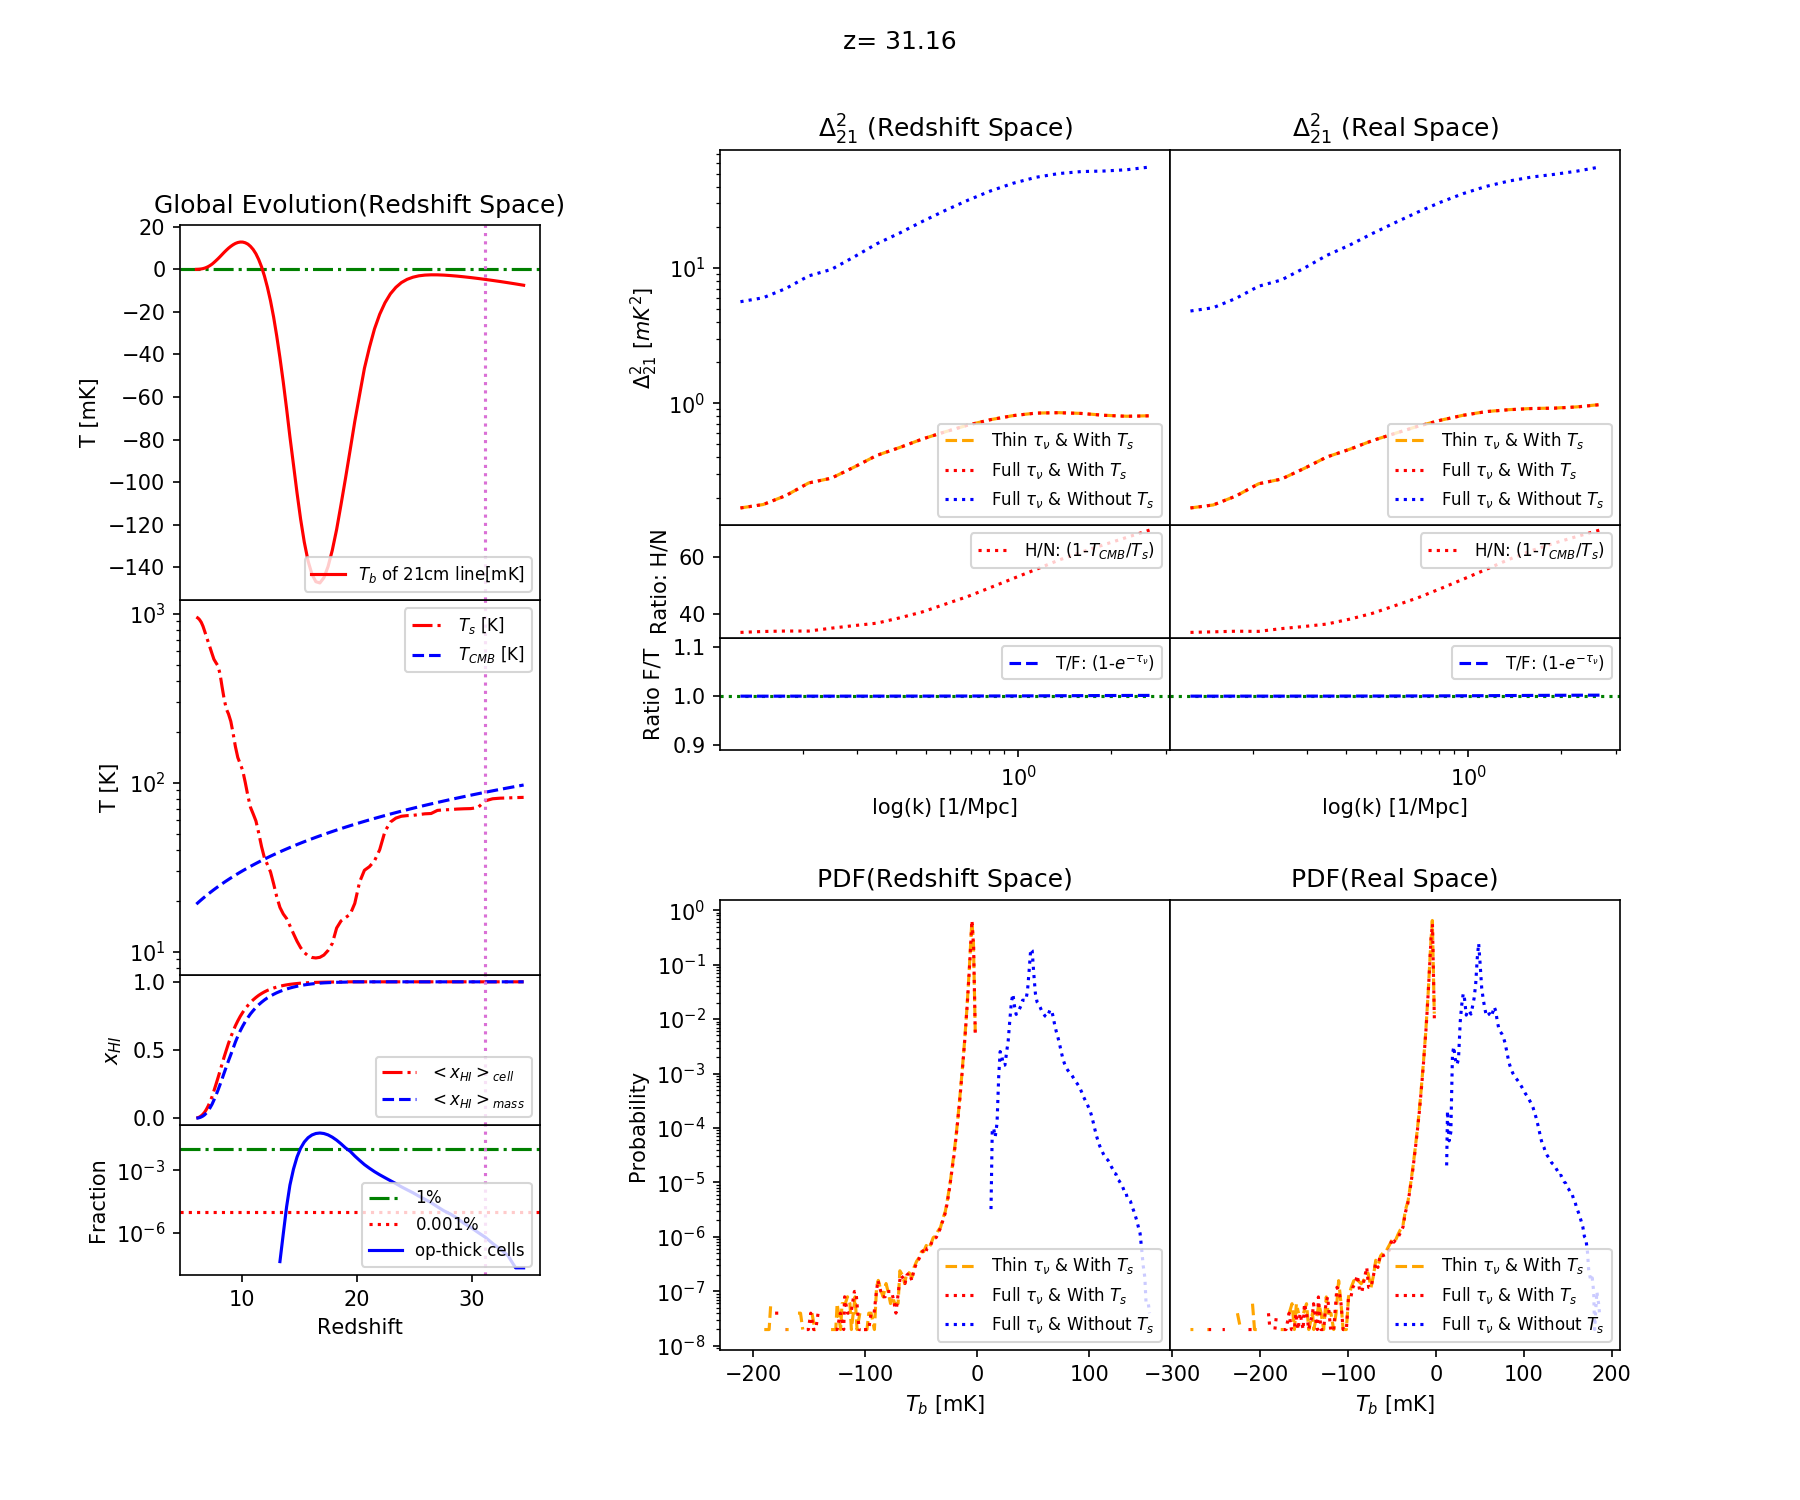 z= 31.16
Global Evolution(Redshift Space)
T [mK]
20
0
−20
−40
−60
−80
−100
−120
−140
T_b of 21cm line[mK]
T [K]
10^3
10^2
10^1
T_s [K]
T_CMB [K]
x_HI
1.0
0.5
0.0
< x_HI >_cell
< x_HI >_mass
Fraction
10^−3
10^−6
1%
0.001%
op-thick cells
10 20 30
Redshift
Δ²₂₁ (Redshift Space)
Δ²₂₁ (Real Space)
Δ²₂₁ [mK²]
10^1
10^0
Thin τ_ν & With T_s
Full τ_ν & With T_s
Full τ_ν & Without T_s
Thin τ_ν & With T_s
Full τ_ν & With T_s
Full τ_ν & Without T_s
Ratio: H/N
60
40
H/N: (1-T_CMB/T_s)
H/N: (1-T_CMB/T_s)
Ratio F/T
1.1
1.0
0.9
T/F: (1-e^−τ_ν)
T/F: (1-e^−τ_ν)
10^0
10^0
log(k) [1/Mpc]
log(k) [1/Mpc]
PDF(Redshift Space)
PDF(Real Space)
Probability
10^0
10^−1
10^−2
10^−3
10^−4
10^−5
10^−6
10^−7
10^−8
Thin τ_ν & With T_s
Full τ_ν & With T_s
Full τ_ν & Without T_s
Thin τ_ν & With T_s
Full τ_ν & With T_s
Full τ_ν & Without T_s
−200 −100 0 100
−300 −200 −100 0 100 200
T_b [mK]
T_b [mK]